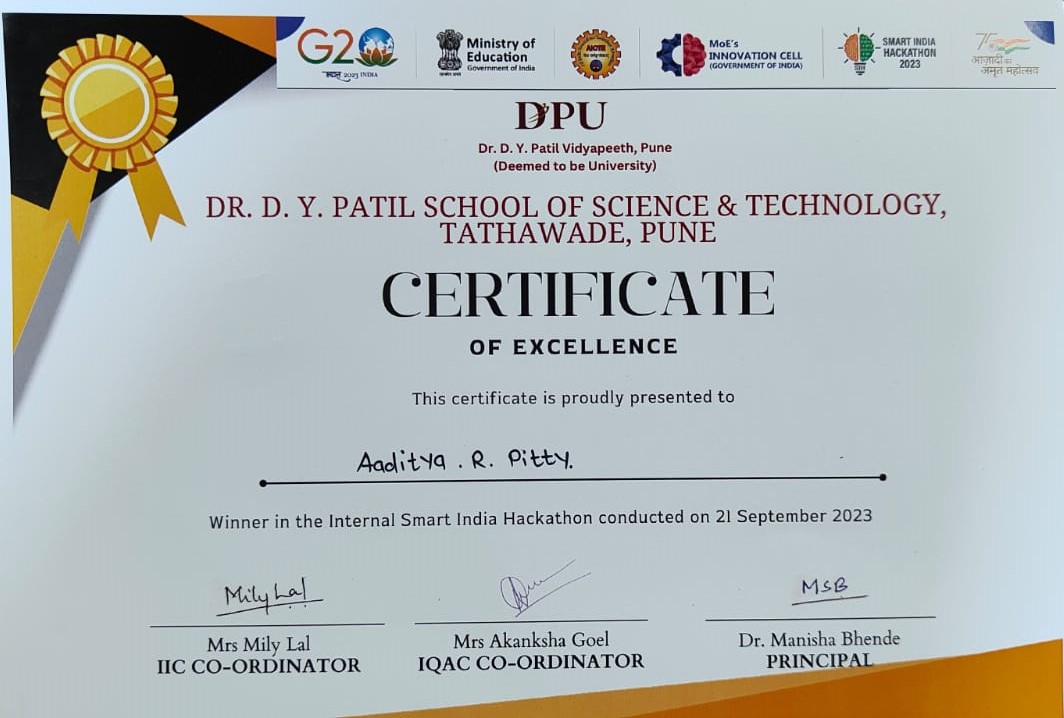 G20
भारत 2023 INDIA
Ministry of
Education
Government of India
AICTE
MoE's
INNOVATION CELL
(GOVERNMENT OF INDIA)
SMART INDIA
HACKATHON
2023
SIH
75
आज़ादी का
अमृत महोत्सव
DPU
Dr. D. Y. Patil Vidyapeeth, Pune
(Deemed to be University)
DR. D. Y. PATIL SCHOOL OF SCIENCE & TECHNOLOGY,
TATHAWADE, PUNE
CERTIFICATE
OF EXCELLENCE
This certificate is proudly presented to
Aaditya . R. Pitty.
Winner in the Internal Smart India Hackathon conducted on 21 September 2023
Mily Lal
MSB
Mrs Mily Lal
IIC CO-ORDINATOR
Mrs Akanksha Goel
IQAC CO-ORDINATOR
Dr. Manisha Bhende
PRINCIPAL